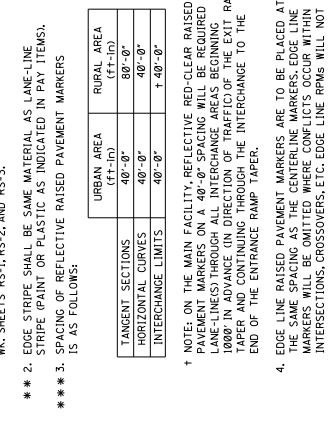 WK. SHEETS RS-1, RS-2, AND RS-3.
** 2. EDGE STRIPE SHALL BE SAME MATERIAL AS LANE-LINE
STRIPE (PAINT OR PLASTIC AS INDICATED IN PAY ITEMS).
*** 3. SPACING OF REFLECTIVE RAISED PAVEMENT MARKERS
IS AS FOLLOWS:
URBAN AREA RURAL AREA
(ft-in) (ft-in)
TANGENT SECTIONS 40'-0" 80'-0"
HORIZONTAL CURVES 40'-0" 40'-0"
INTERCHANGE LIMITS 40'-0" † 40'-0"
† NOTE: ON THE MAIN FACILITY, REFLECTIVE RED-CLEAR RAISED
PAVEMENT MARKERS ON A 40'-0" SPACING WILL BE REQUIRED
LANE-LINES) THROUGH ALL INTERCHANGE AREAS BEGINNING
1000' IN ADVANCE (IN DIRECTION OF TRAFFIC) OF THE EXIT RA
TAPER AND CONTINUING THROUGH THE INTERCHANGE TO THE
END OF THE ENTRANCE RAMP TAPER.
4. EDGE LINE RAISED PAVEMENT MARKERS ARE TO BE PLACED AT
THE SAME SPACING AS THE CENTERLINE MARKERS. EDGE LINE
MARKERS WILL BE OMITTED WHERE CONFLICTS OCCUR WITHIN
INTERSECTIONS, CROSSOVERS, ETC. EDGE LINE RPMS WILL NOT